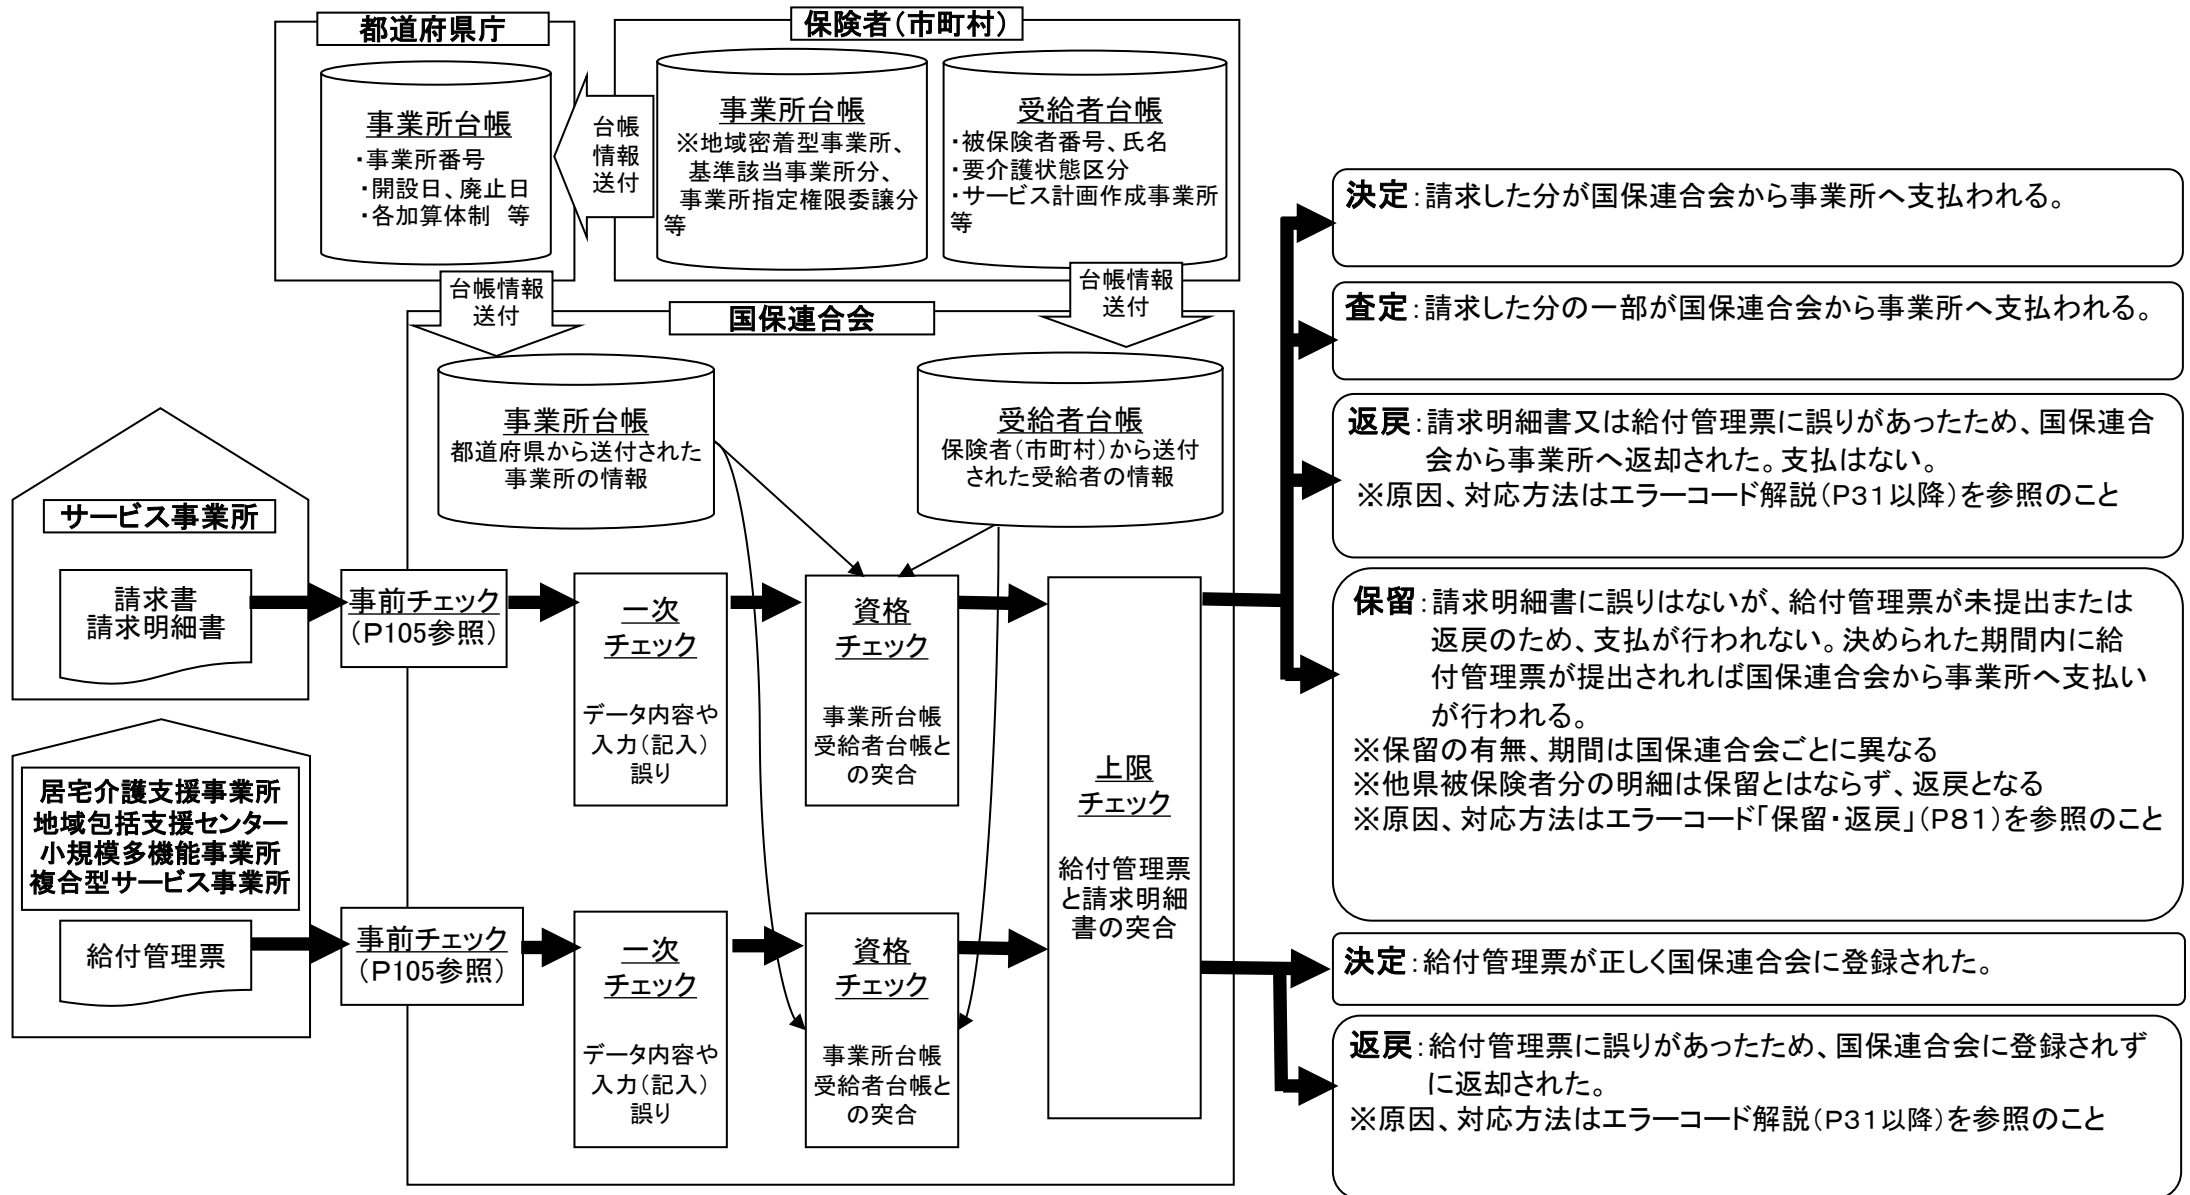 都道府県庁
事業所台帳
・事業所番号
・開設日、廃止日
・各加算体制　等
台帳
情報
送付
保険者（市町村）
事業所台帳
※地域密着型事業所、
基準該当事業所分、
事業所指定権限委譲分
等
受給者台帳
・被保険者番号、氏名
・要介護状態区分
・サービス計画作成事業所
等
台帳情報
送付
台帳情報
送付
国保連合会
事業所台帳
都道府県から送付された
事業所の情報
受給者台帳
保険者（市町村）から送付
された受給者の情報
サービス事業所
請求書
請求明細書
事前チェック
（P105参照）
一次
チェック
データ内容や
入力（記入）
誤り
資格
チェック
事業所台帳
受給者台帳と
の突合
居宅介護支援事業所
地域包括支援センター
小規模多機能事業所
複合型サービス事業所
給付管理票
事前チェック
（P105参照）
一次
チェック
データ内容や
入力（記入）
誤り
資格
チェック
事業所台帳
受給者台帳と
の突合
上限
チェック
給付管理票
と請求明細
書の突合
決定：請求した分が国保連合会から事業所へ支払われる。
査定：請求した分の一部が国保連合会から事業所へ支払われる。
返戻：請求明細書又は給付管理票に誤りがあったため、国保連合
会から事業所へ返却された。支払はない。
※原因、対応方法はエラーコード解説（P31以降）を参照のこと
保留：請求明細書に誤りはないが、給付管理票が未提出または
返戻のため、支払が行われない。決められた期間内に給
付管理票が提出されれば国保連合会から事業所へ支払い
が行われる。
※保留の有無、期間は国保連合会ごとに異なる
※他県被保険者分の明細は保留とはならず、返戻となる
※原因、対応方法はエラーコード「保留・返戻」（P81）を参照のこと
決定：給付管理票が正しく国保連合会に登録された。
返戻：給付管理票に誤りがあったため、国保連合会に登録されず
に返却された。
※原因、対応方法はエラーコード解説（P31以降）を参照のこと